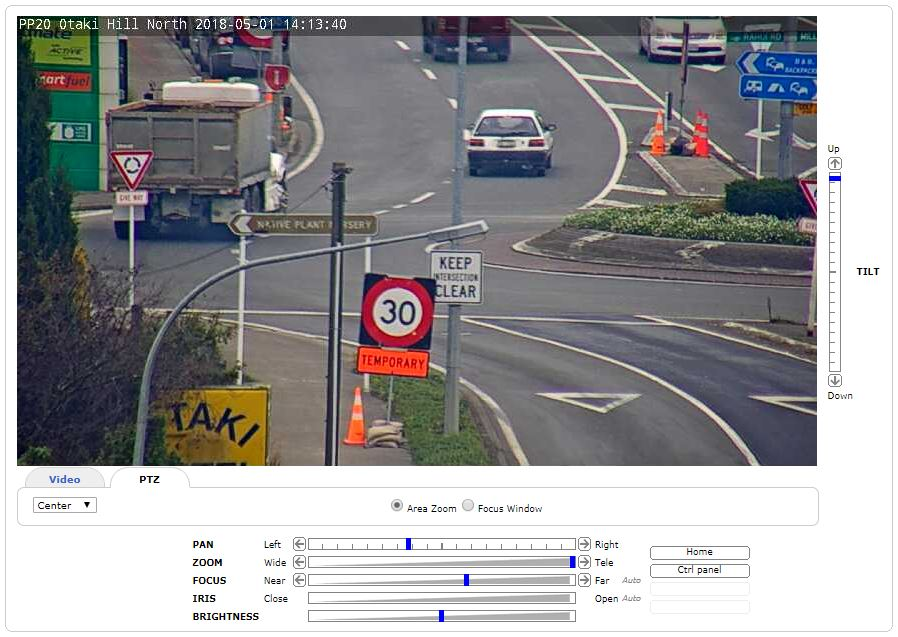 PP20 Otaki Hill North 2018-05-01 14:13:40
ACTIVE
GIVE WAY
NATIVE PLANT NURSERY
KEEP
INTERSECTION
CLEAR
30
TEMPORARY
TAKI
Up
TILT
Down
Video
PTZ
Center
Area Zoom
Focus Window
PAN
Left
Right
Home
ZOOM
Wide
Tele
Ctrl panel
FOCUS
Near
Far
Auto
IRIS
Close
Open
Auto
BRIGHTNESS